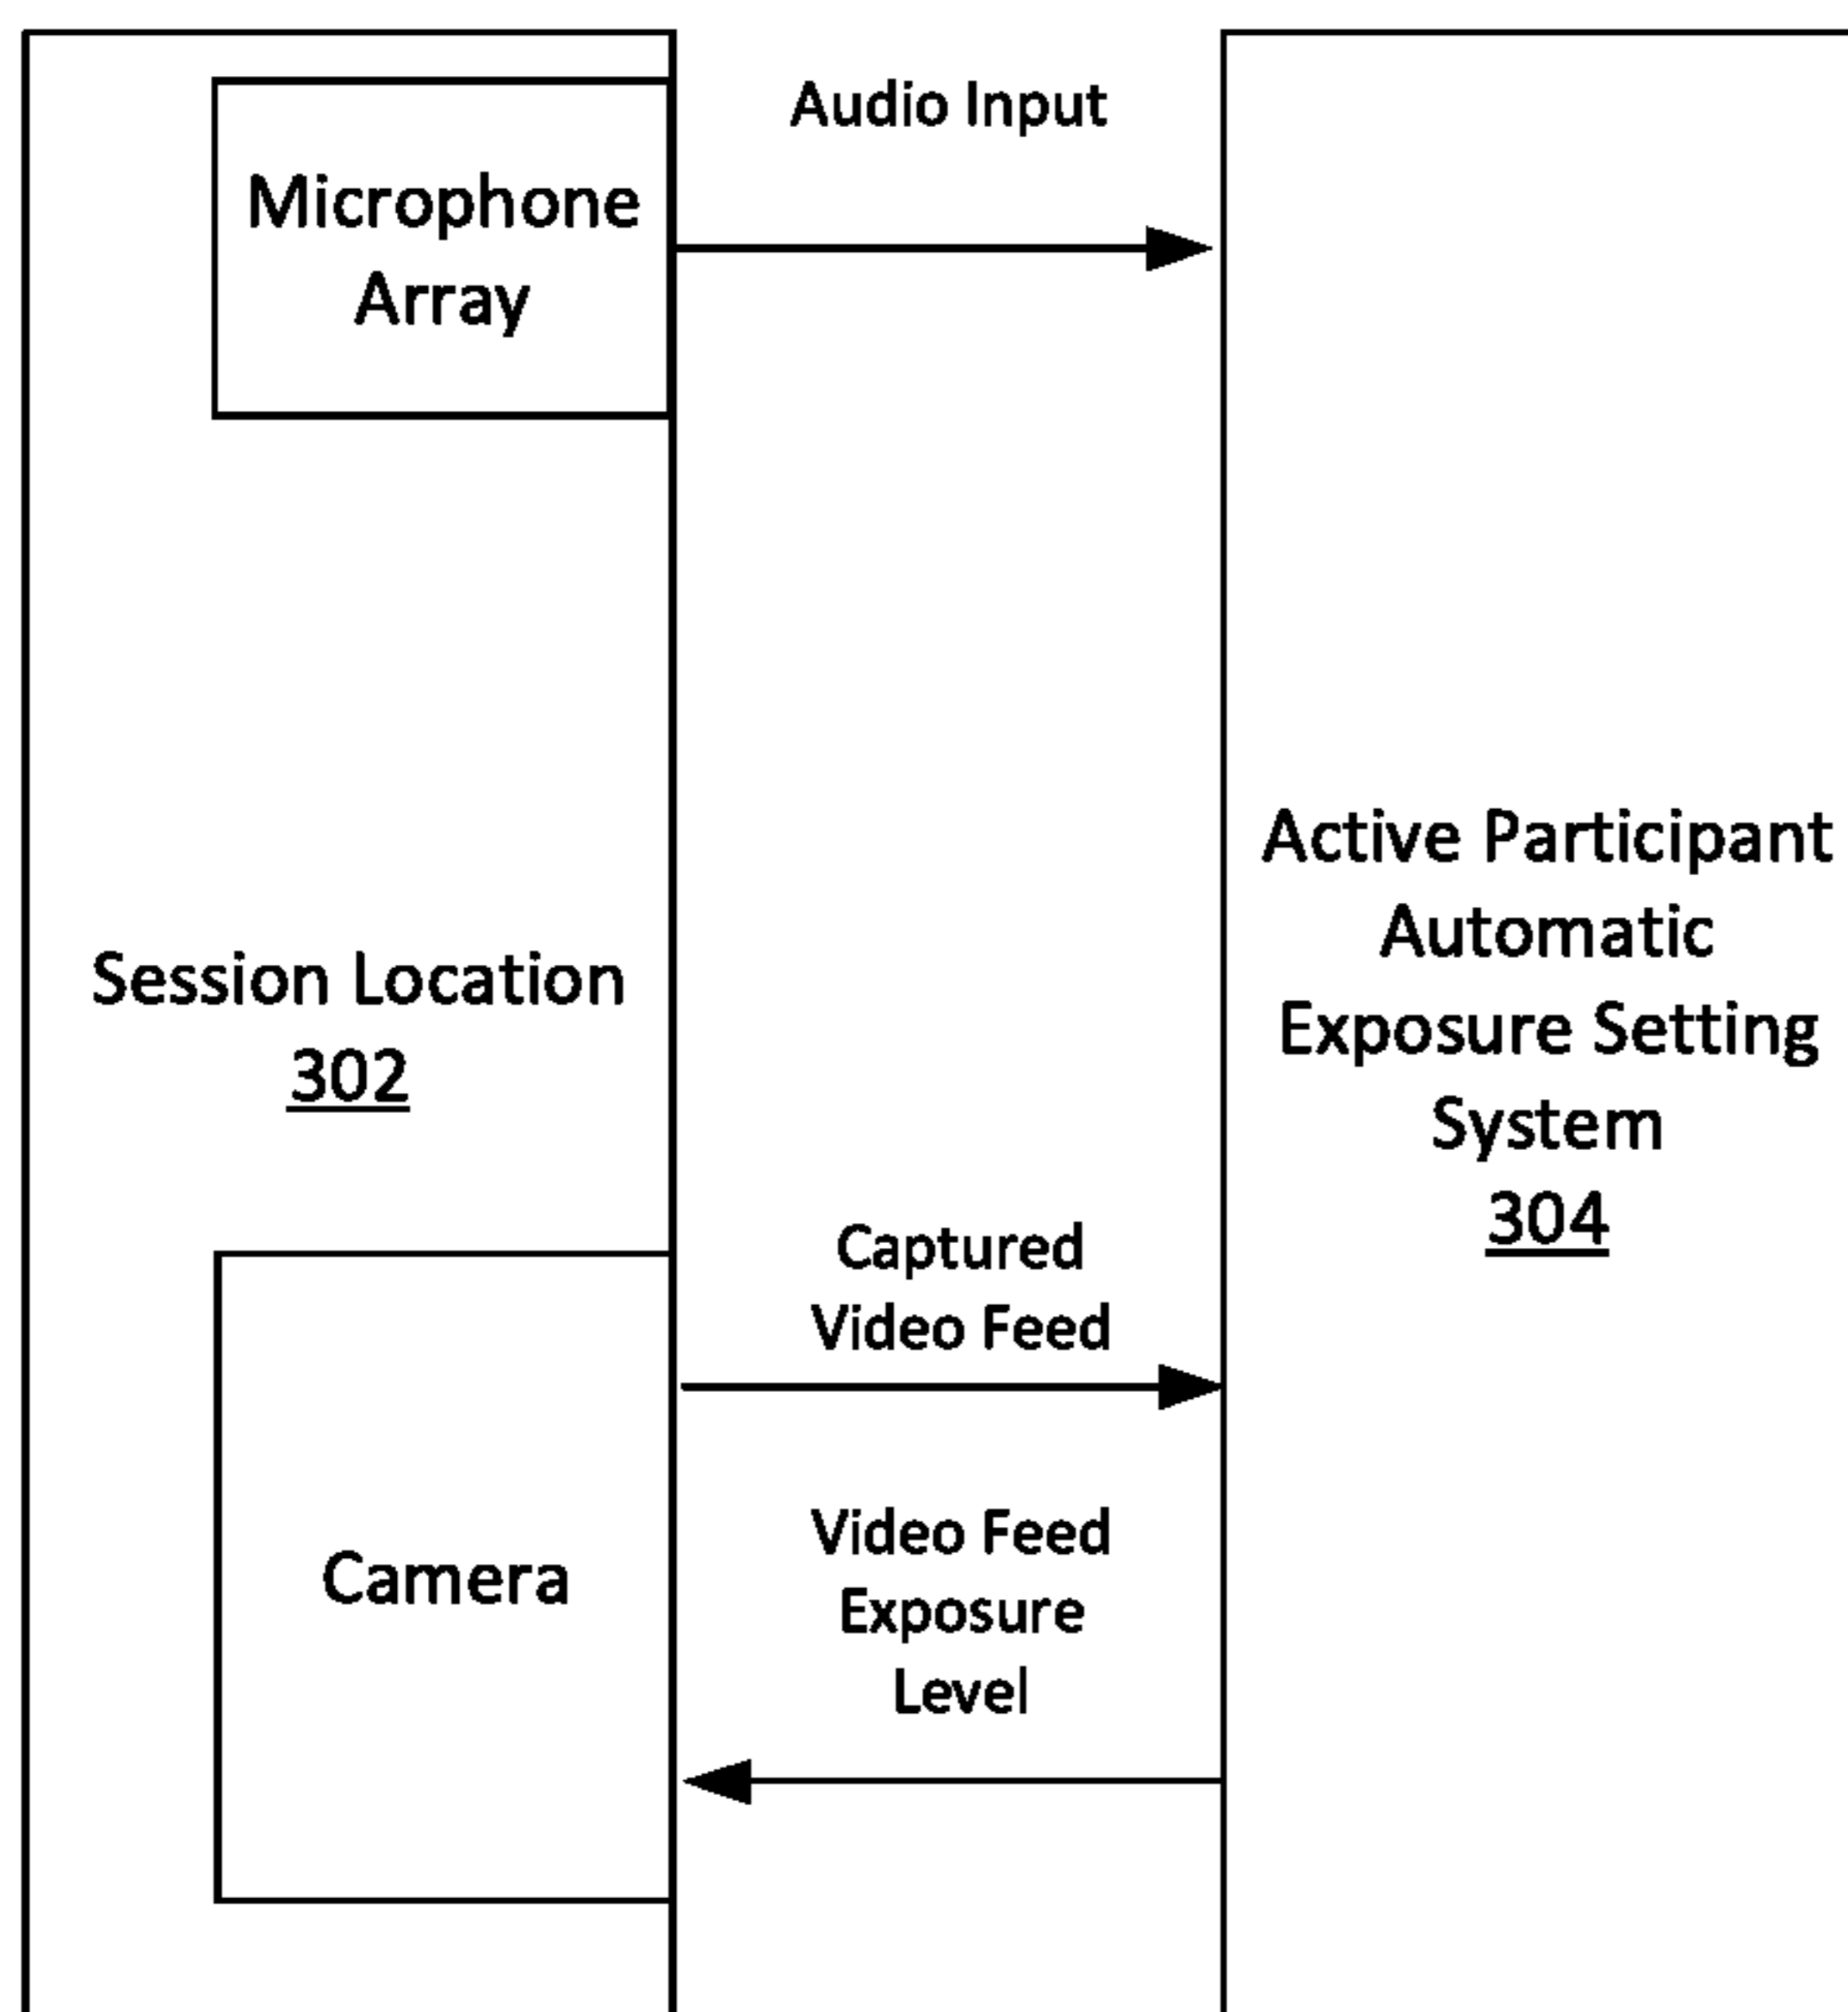 Microphone
Array
Audio Input
Session Location
302
Active Participant
Automatic
Exposure Setting
System
304
Captured
Video Feed
Camera
Video Feed
Exposure
Level